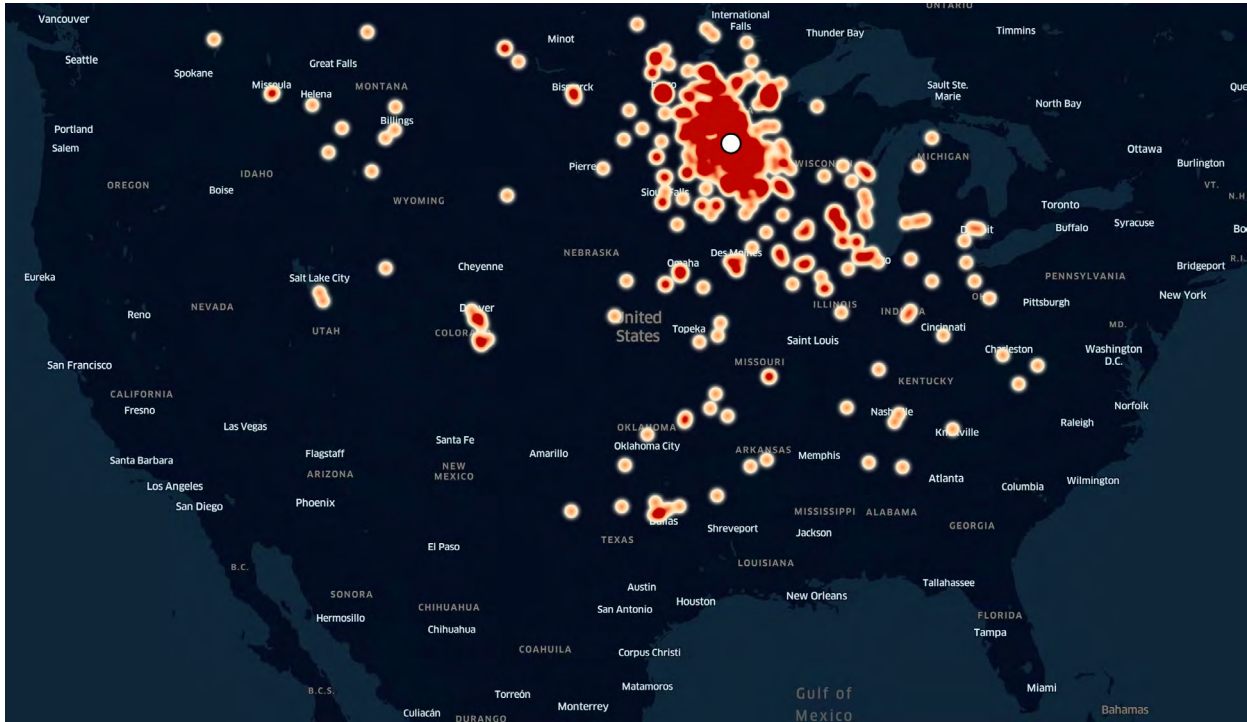 ONTARIO
Vancouver
International
Falls
Timmins
Thunder Bay
Minot
Seattle
Great Falls
Spokane
Missoula
MONTANA
Helena
Bismarck
Sault Ste.
Marie
North Bay
Billings
Portland
Salem
Ottawa
MICHIGAN
WISCONSIN
Burlington
Pierre
IDAHO
OREGON
Boise
VT.
Sioux Falls
WYOMING
N.H.
Toronto
Buffalo
Syracuse
Detroit
NEBRASKA
Des Moines
Omaha
R.I.
Cheyenne
Bridgeport
Eureka
Salt Lake City
PENNSYLVANIA
New York
NEVADA
Denver
ILLINOIS
Pittsburgh
Reno
UTAH
COLORADO
United
States
Topeka
Cincinnati
MD.
Saint Louis
Charleston
Washington
D.C.
San Francisco
MISSOURI
KENTUCKY
CALIFORNIA
Fresno
Norfolk
Nashville
Las Vegas
OKLAHOMA
Raleigh
Knoxville
Santa Fe
Oklahoma City
Flagstaff
Amarillo
ARKANSAS
Memphis
Santa Barbara
NEW
MEXICO
ARIZONA
Atlanta
Wilmington
Los Angeles
Columbia
San Diego
Phoenix
MISSISSIPPI
ALABAMA
Dallas
Shreveport
GEORGIA
Jackson
TEXAS
El Paso
LOUISIANA
B.C.
Tallahassee
Austin
SONORA
New Orleans
Houston
San Antonio
CHIHUAHUA
FLORIDA
Hermosillo
Chihuahua
Tampa
COAHUILA
Corpus Christi
Matamoros
Miami
B.C.S.
Torreón
Gulf of
Mexico
Monterrey
Culiacán
DURANGO
Bahamas